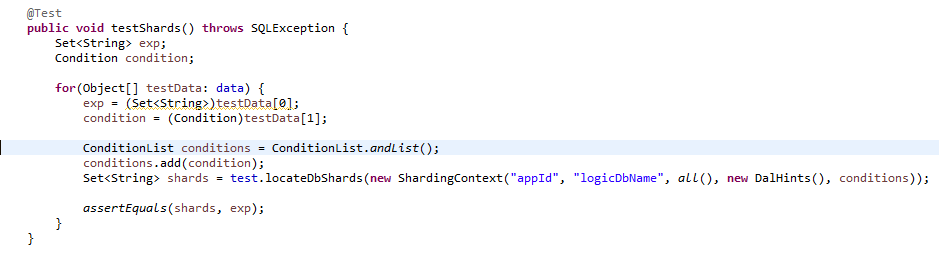 @Test
public void testShards() throws SQLException {
    Set<String> exp;
    Condition condition;

    for(Object[] testData: data) {
        exp = (Set<String>)testData[0];
        condition = (Condition)testData[1];

        ConditionList conditions = ConditionList.andList();
        conditions.add(condition);
        Set<String> shards = test.locateDbShards(new ShardingContext("appId", "logicDbName", all(), new DalHints(), conditions));

        assertEquals(shards, exp);
    }
}